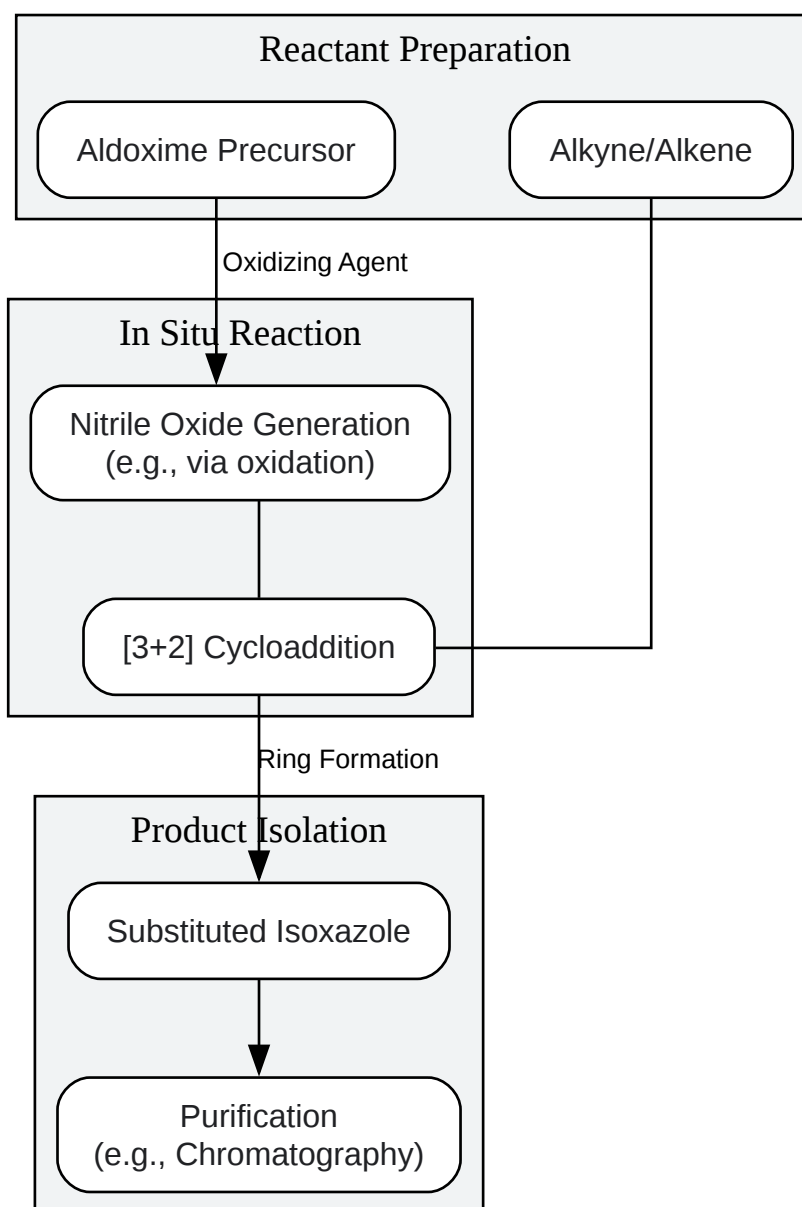 Reactant Preparation
Aldoxime Precursor
Alkyne/Alkene
Oxidizing Agent
In Situ Reaction
Nitrile Oxide Generation
(e.g., via oxidation)
[3+2] Cycloaddition
Ring Formation
Product Isolation
Substituted Isoxazole
Purification
(e.g., Chromatography)